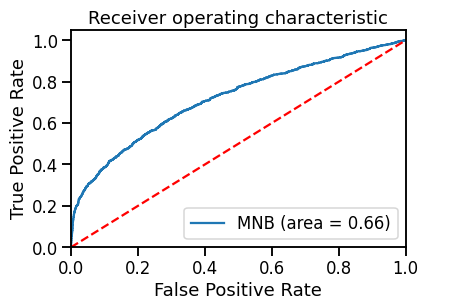 Receiver operating characteristic
True Positive Rate
1.0
0.8
0.6
0.4
0.2
0.0
MNB (area = 0.66)
0.0 0.2 0.4 0.6 0.8 1.0
False Positive Rate